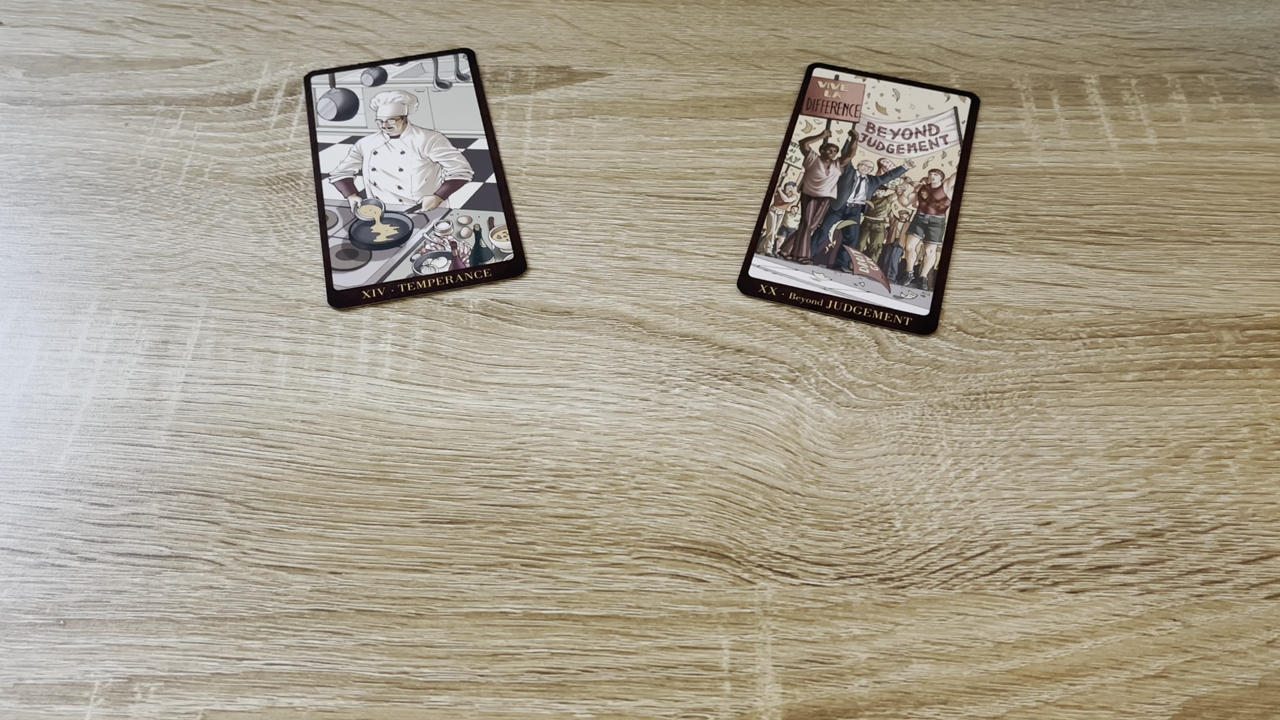 XIV · TEMPERANCE
VIVE
LA
DIFFERENCE
BEYOND
JUDGEMENT
XX · Beyond JUDGEMENT